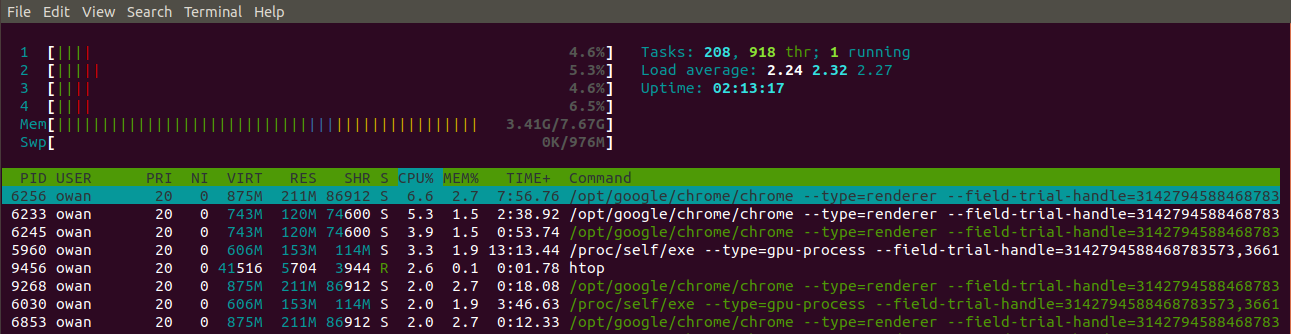 File Edit View Search Terminal Help
1 [|||| 4.6%] Tasks: 208, 918 thr; 1 running
2 [||||| 5.3%] Load average: 2.24 2.32 2.27
3 [|||| 4.6%] Uptime: 02:13:17
4 [|||| 6.5%]
Mem[||||||||||||||||||||||||||||||||||||||||||||||| 3.41G/7.67G]
Swp[ 0K/976M]
PID USER PRI NI VIRT RES SHR S CPU% MEM% TIME+ Command
6256 owan 20 0 875M 211M 86912 S 6.6 2.7 7:56.76 /opt/google/chrome/chrome --type=renderer --field-trial-handle=31427945884687835
6233 owan 20 0 743M 120M 74600 S 5.3 1.5 2:38.92 /opt/google/chrome/chrome --type=renderer --field-trial-handle=3142794588468783
6245 owan 20 0 743M 120M 74600 S 3.9 1.5 0:53.74 /opt/google/chrome/chrome --type=renderer --field-trial-handle=3142794588468783
5960 owan 20 0 606M 153M 114M S 3.3 1.9 13:13.44 /proc/self/exe --type=gpu-process --field-trial-handle=3142794588468783573,3661
9456 owan 20 0 41516 5704 3944 R 2.6 0.1 0:01.78 htop
9268 owan 20 0 875M 211M 86912 S 2.0 2.7 0:18.08 /opt/google/chrome/chrome --type=renderer --field-trial-handle=3142794588468783
6030 owan 20 0 606M 153M 114M S 2.0 1.9 3:46.63 /proc/self/exe --type=gpu-process --field-trial-handle=3142794588468783573,3661
6853 owan 20 0 875M 211M 86912 S 2.0 2.7 0:12.33 /opt/google/chrome/chrome --type=renderer --field-trial-handle=3142794588468783